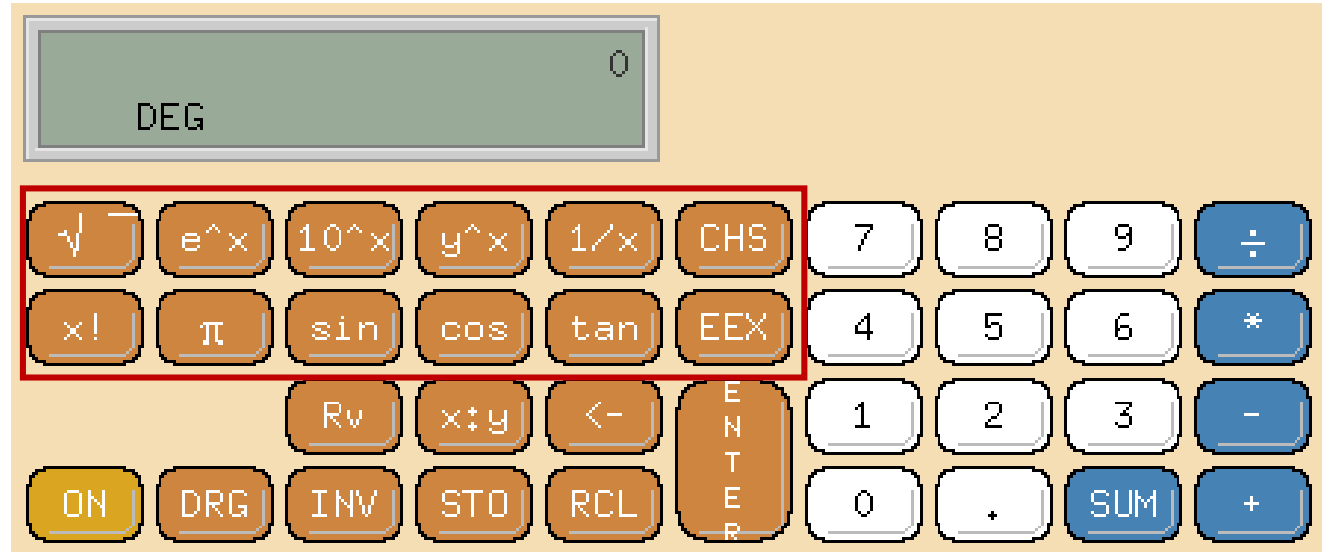 0
DEG
√‾ e^x 10^x y^x 1/x CHS 7 8 9 ÷
x! π sin cos tan EEX 4 5 6 *
Rv x↕y <- ENTER 1 2 3 -
ON DRG INV STO RCL 0 . SUM +